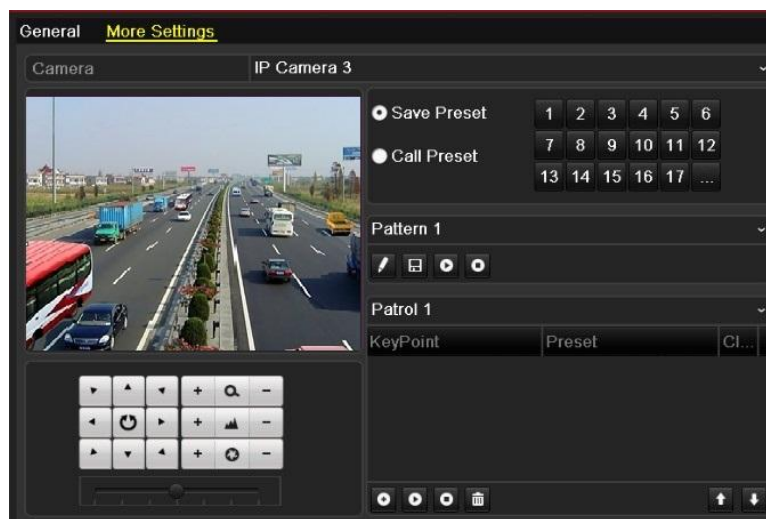 General More Settings
Camera IP Camera 3
Save Preset
Call Preset
1 2 3 4 5 6
7 8 9 10 11 12
13 14 15 16 17 ...
Pattern 1
Patrol 1
KeyPoint Preset Cl...